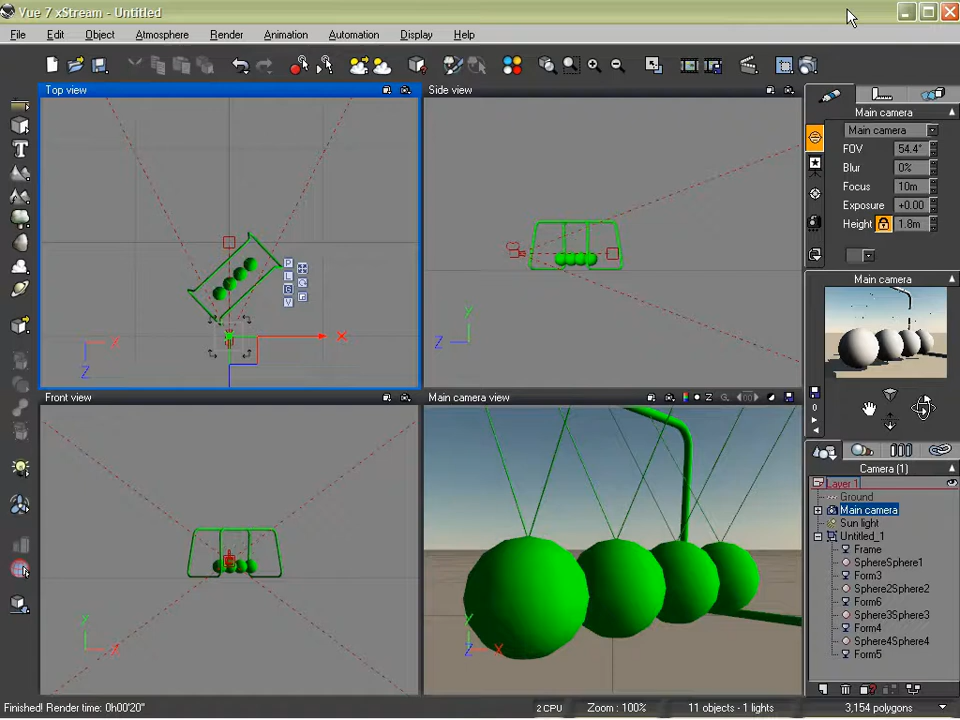 Vue 7 xStream - Untitled
File Edit Object Atmosphere Render Animation Automation Display Help
Top view
Side view
X
Z
P
L
G
V
X
Y
Z
Front view
Main camera view
Y
X
Y
Z
X
Main camera
Main camera
FOV 54.4°
Blur 0%
Focus 10m
Exposure +0.00
Height 1.8m
0
Camera (1)
Layer 1
Ground
Main camera
Sun light
Untitled_1
Frame
SphereSphere1
Form3
Sphere2Sphere2
Form6
Sphere3Sphere3
Form4
Sphere4Sphere4
Form5
Finished! Render time: 0h00'20" 2 CPU Zoom : 100% 11 objects - 1 lights 3,154 polygons